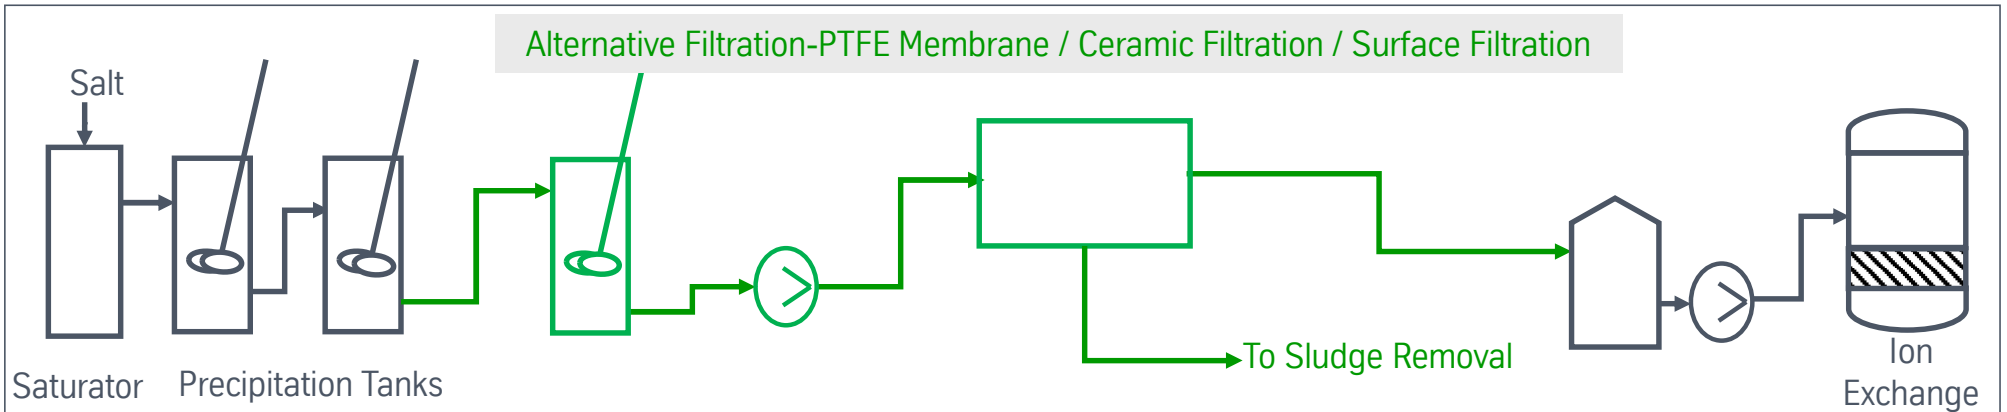 Alternative Filtration-PTFE Membrane / Ceramic Filtration / Surface Filtration
Salt
To Sludge Removal
Saturator
Precipitation Tanks
Ion
Exchange